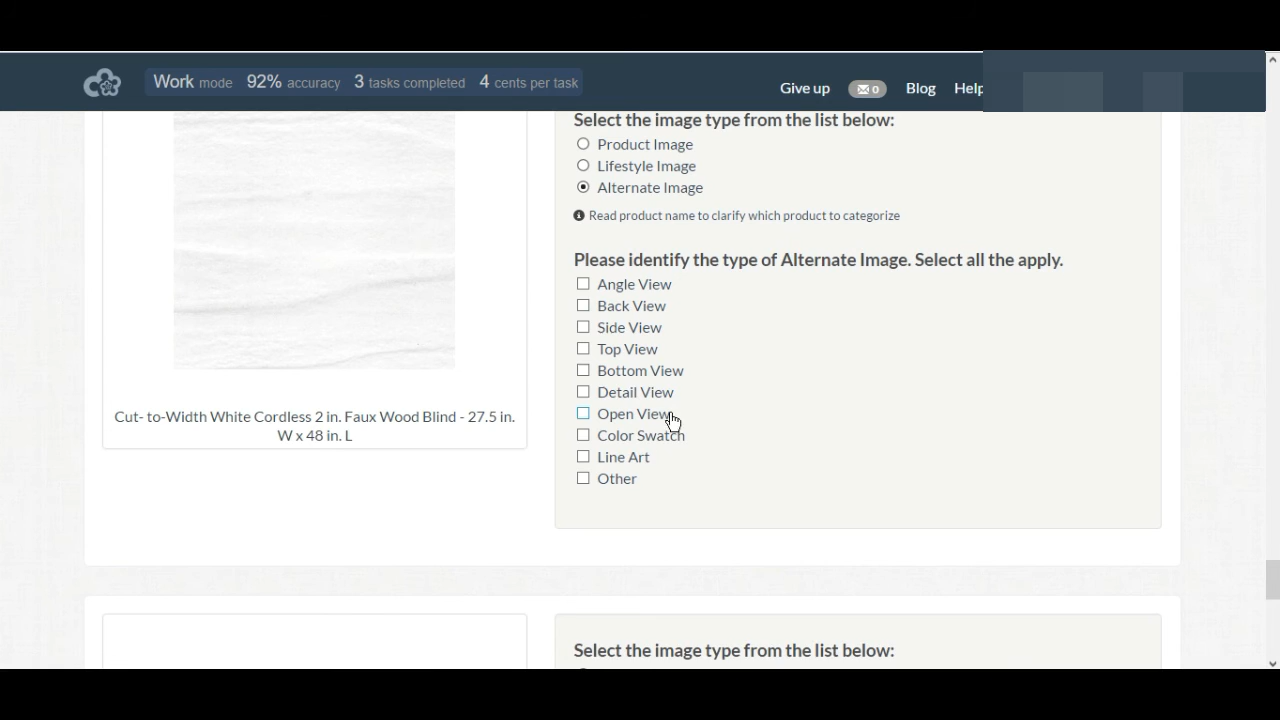 Work mode 92% accuracy 3 tasks completed 4 cents per task
Give up 0 Blog Help
Select the image type from the list below:
Product Image
Lifestyle Image
Alternate Image
Read product name to clarify which product to categorize
Please identify the type of Alternate Image. Select all the apply.
Angle View
Back View
Side View
Top View
Bottom View
Detail View
Open View
Color Swatch
Line Art
Other
Cut- to-Width White Cordless 2 in. Faux Wood Blind - 27.5 in.
W x 48 in. L
Select the image type from the list below: